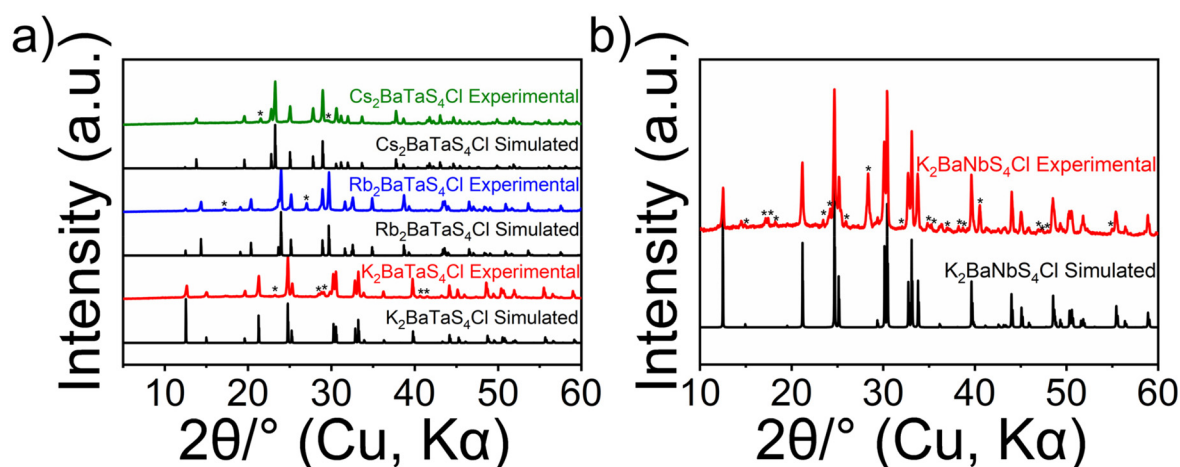 a)
Intensity (a.u.)
Cs₂BaTaS₄Cl Experimental
*
*
Cs₂BaTaS₄Cl Simulated
Rb₂BaTaS₄Cl Experimental
*
*
Rb₂BaTaS₄Cl Simulated
K₂BaTaS₄Cl Experimental
* ** **
K₂BaTaS₄Cl Simulated
10 20 30 40 50 60
2θ/° (Cu, Kα)
b)
Intensity (a.u.)
K₂BaNbS₄Cl Experimental
* *** ** * * * ** * ** * *** *
K₂BaNbS₄Cl Simulated
10 20 30 40 50 60
2θ/° (Cu, Kα)